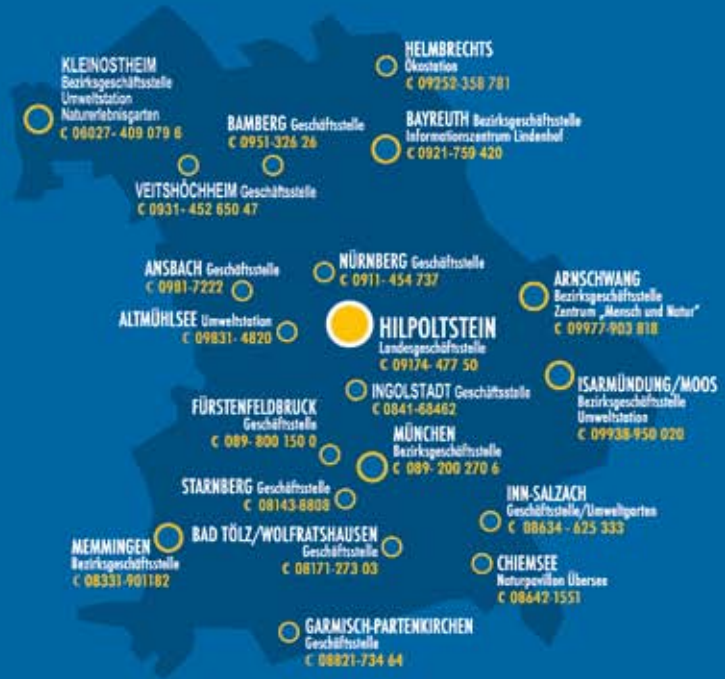 HELMBRECHTS
Ökostation
✆ 09252-358 781
KLEINOSTHEIM
Bezirksgeschäftsstelle
Umweltstation
Naturerlebnisgarten
✆ 06027- 409 079 6
BAMBERG Geschäftsstelle
✆ 0951-326 26
BAYREUTH Bezirksgeschäftsstelle
Informationszentrum Lindenhof
✆ 0921-759 420
VEITSHÖCHHEIM Geschäftsstelle
✆ 0931- 452 650 47
ANSBACH Geschäftsstelle
✆ 0981-7222
NÜRNBERG Geschäftsstelle
✆ 0911- 454 737
ARNSCHWANG
Bezirksgeschäftsstelle
Zentrum „Mensch und Natur"
✆ 09977-903 818
ALTMÜHLSEE Umweltstation
✆ 09831- 4820
HILPOLTSTEIN
Landesgeschäftsstelle
✆ 09174- 477 50
ISARMÜNDUNG/MOOS
Bezirksgeschäftsstelle
Umweltstation
✆ 09938-950 020
INGOLSTADT Geschäftsstelle
✆ 0841-68462
FÜRSTENFELDBRUCK
Geschäftsstelle
✆ 089- 800 150 0
MÜNCHEN
Bezirksgeschäftsstelle
✆ 089- 200 270 6
STARNBERG Geschäftsstelle
✆ 08143-8808
INN-SALZACH
Geschäftsstelle/Umweltgarten
✆ 08634 - 625 333
MEMMINGEN
Bezirksgeschäftsstelle
✆ 08331-901182
BAD TÖLZ/WOLFRATSHAUSEN
Geschäftsstelle
✆ 08171-273 03
CHIEMSEE
Naturpavillon Übersee
✆ 08642-1551
GARMISCH-PARTENKIRCHEN
Geschäftsstelle
✆ 08821-734 64